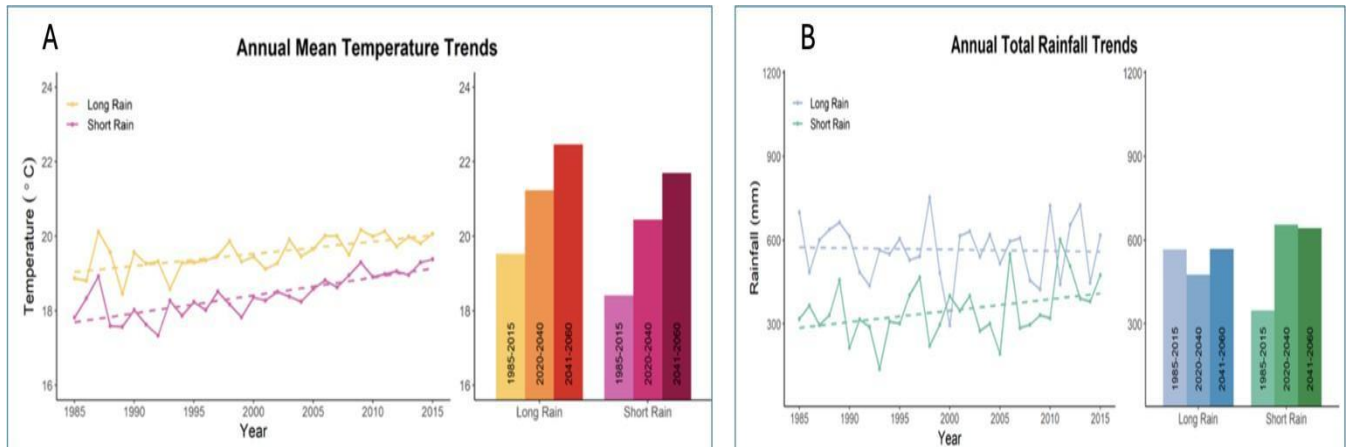 A
Annual Mean Temperature Trends
24
22
20
18
16
Temperature ( ° C)
Long Rain
Short Rain
1985
1990
1995
2000
2005
2010
2015
Year
24
22
20
18
16
1985-2015
2020-2040
2041-2060
1985-2015
2020-2040
2041-2060
Long Rain
Short Rain
B
Annual Total Rainfall Trends
1200
900
600
300
Rainfall (mm)
Long Rain
Short Rain
1985
1990
1995
2000
2005
2010
2015
Year
1200
900
600
300
1985-2015
2020-2040
2041-2060
1985-2015
2020-2040
2041-2060
Long Rain
Short Rain